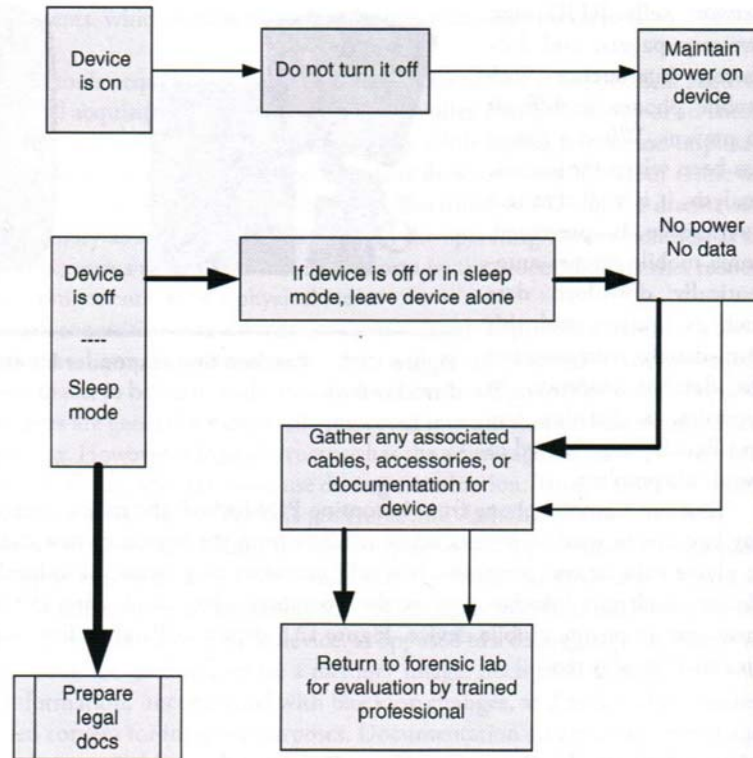 Device
is on
Do not turn it off
Maintain
power on
device
No power
No data
Device
is off
----
Sleep
mode
If device is off or in sleep
mode, leave device alone
Gather any associated
cables, accessories, or
documentation for
device
Return to forensic lab
for evaluation by trained
professional
Prepare
legal
docs